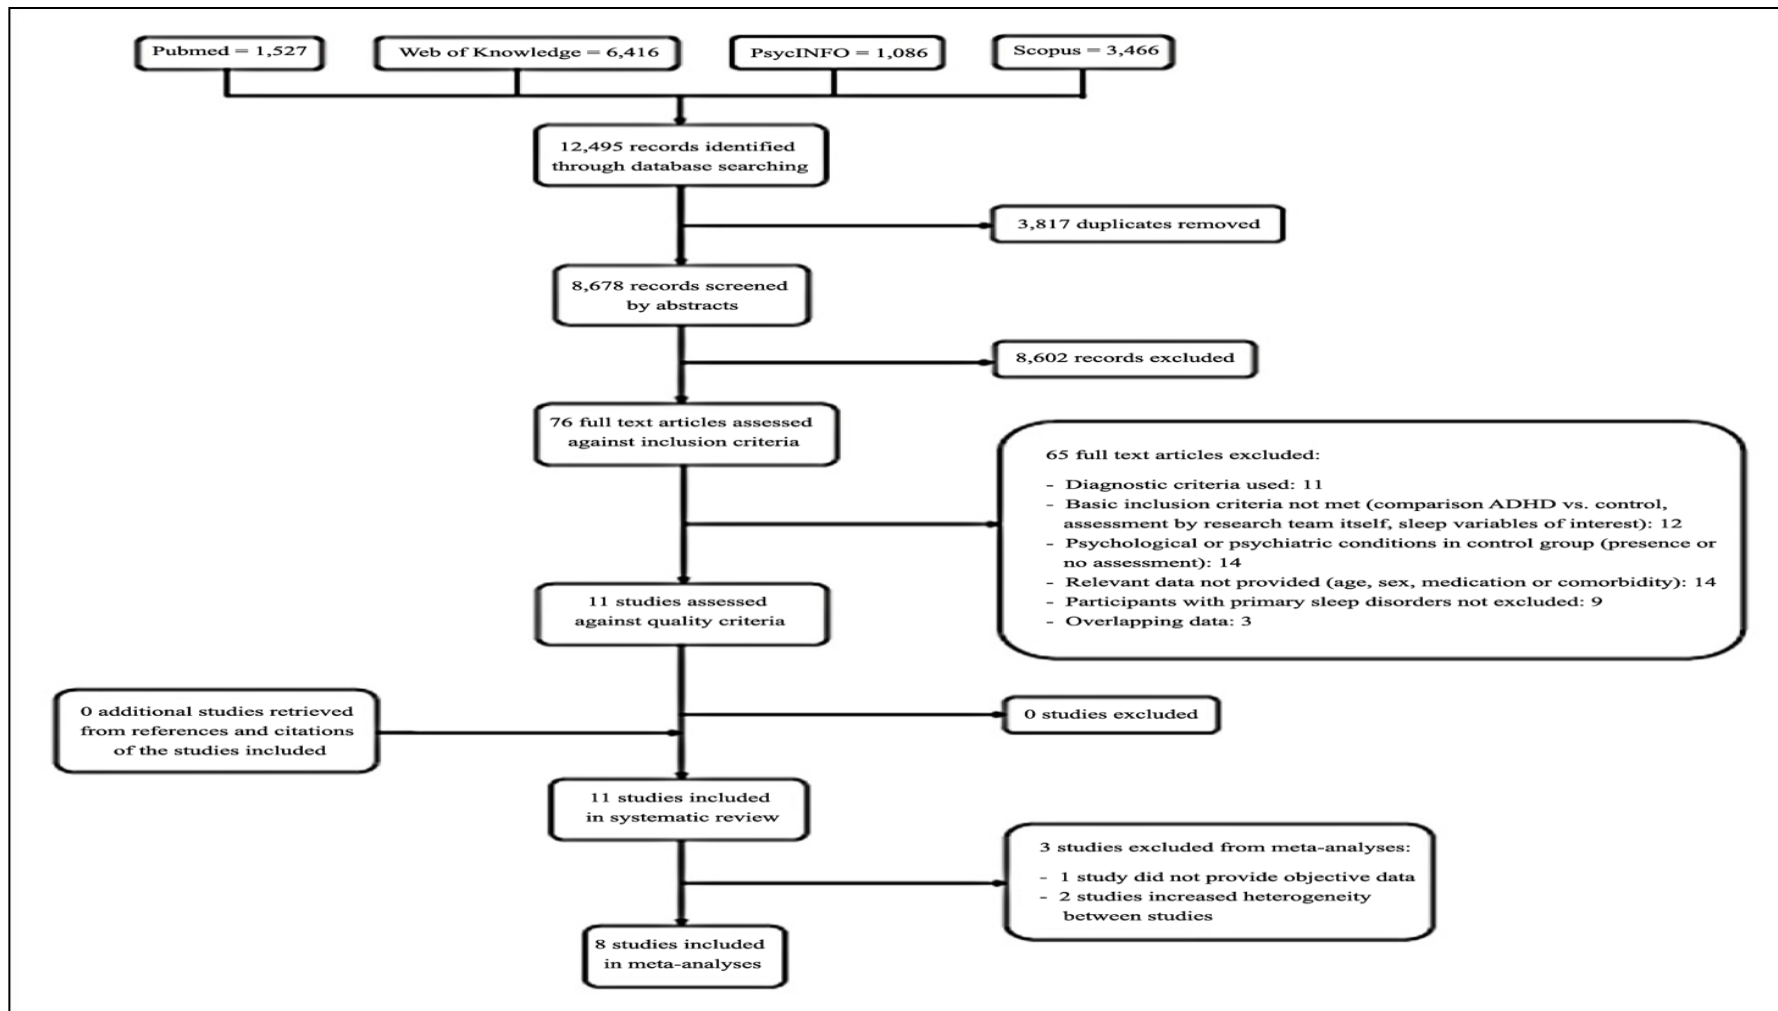 Pubmed = 1,527
Web of Knowledge = 6,416
PsycINFO = 1,086
Scopus = 3,466
12,495 records identified
through database searching
3,817 duplicates removed
8,678 records screened
by abstracts
8,602 records excluded
76 full text articles assessed
against inclusion criteria
65 full text articles excluded:
- Diagnostic criteria used: 11
- Basic inclusion criteria not met (comparison ADHD vs. control,
assessment by research team itself, sleep variables of interest): 12
- Psychological or psychiatric conditions in control group (presence or
no assessment): 14
- Relevant data not provided (age, sex, medication or comorbidity): 14
- Participants with primary sleep disorders not excluded: 9
- Overlapping data: 3
11 studies assessed
against quality criteria
0 additional studies retrieved
from references and citations
of the studies included
0 studies excluded
11 studies included
in systematic review
3 studies excluded from meta-analyses:
- 1 study did not provide objective data
- 2 studies increased heterogeneity
between studies
8 studies included
in meta-analyses